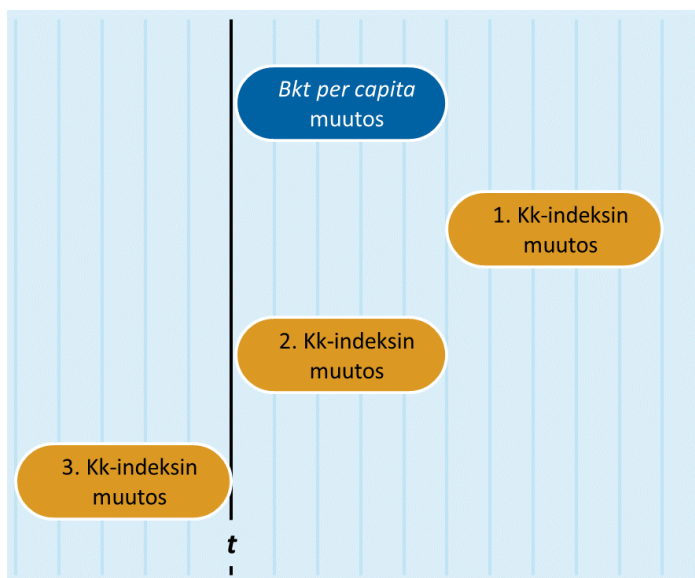 Bkt per capita
muutos
1. Kk-indeksin
muutos
2. Kk-indeksin
muutos
3. Kk-indeksin
muutos
t